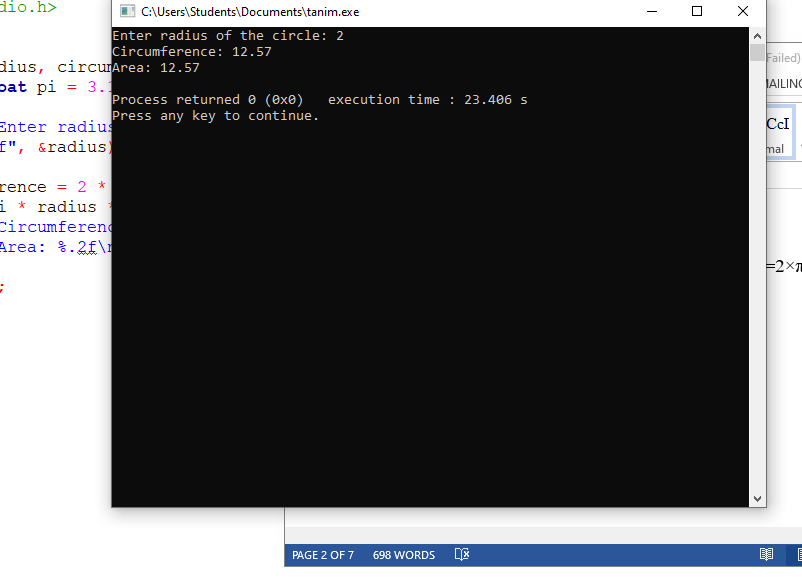 dio.h>
C:\Users\Students\Documents\tanim.exe
Enter radius of the circle: 2
Circumference: 12.57
Area: 12.57
Process returned 0 (0x0)   execution time : 23.406 s
Press any key to continue.
dius, circum
oat pi = 3.1
Enter radius
f", &radius)
rence = 2 *
i * radius *
Circumferenc
Area: %.2f\n
;
Failed)
MAILING
CcI
mal
=2×π
PAGE 2 OF 7   698 WORDS